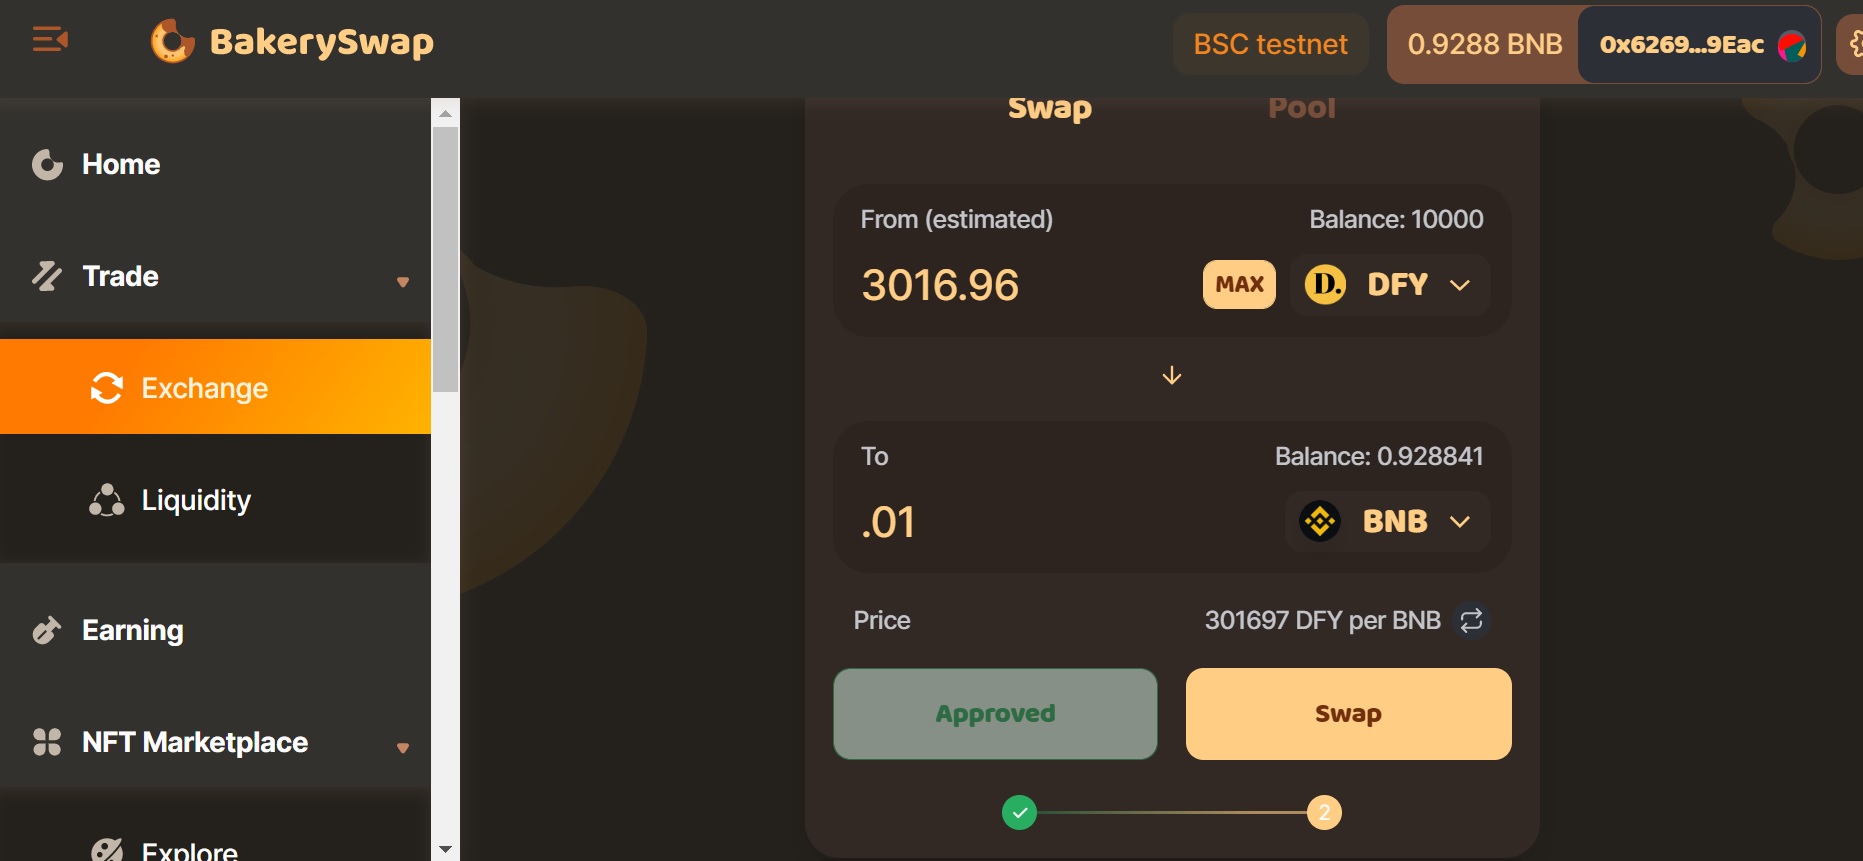 BakerySwap
BSC testnet
0.9288 BNB
0x6269...9Eac
Home
Trade
Exchange
Liquidity
Earning
NFT Marketplace
Explore
Swap
Pool
From (estimated)
Balance: 10000
3016.96
MAX
D.
DFY
To
Balance: 0.928841
.01
BNB
Price
301697 DFY per BNB
Approved
Swap
2